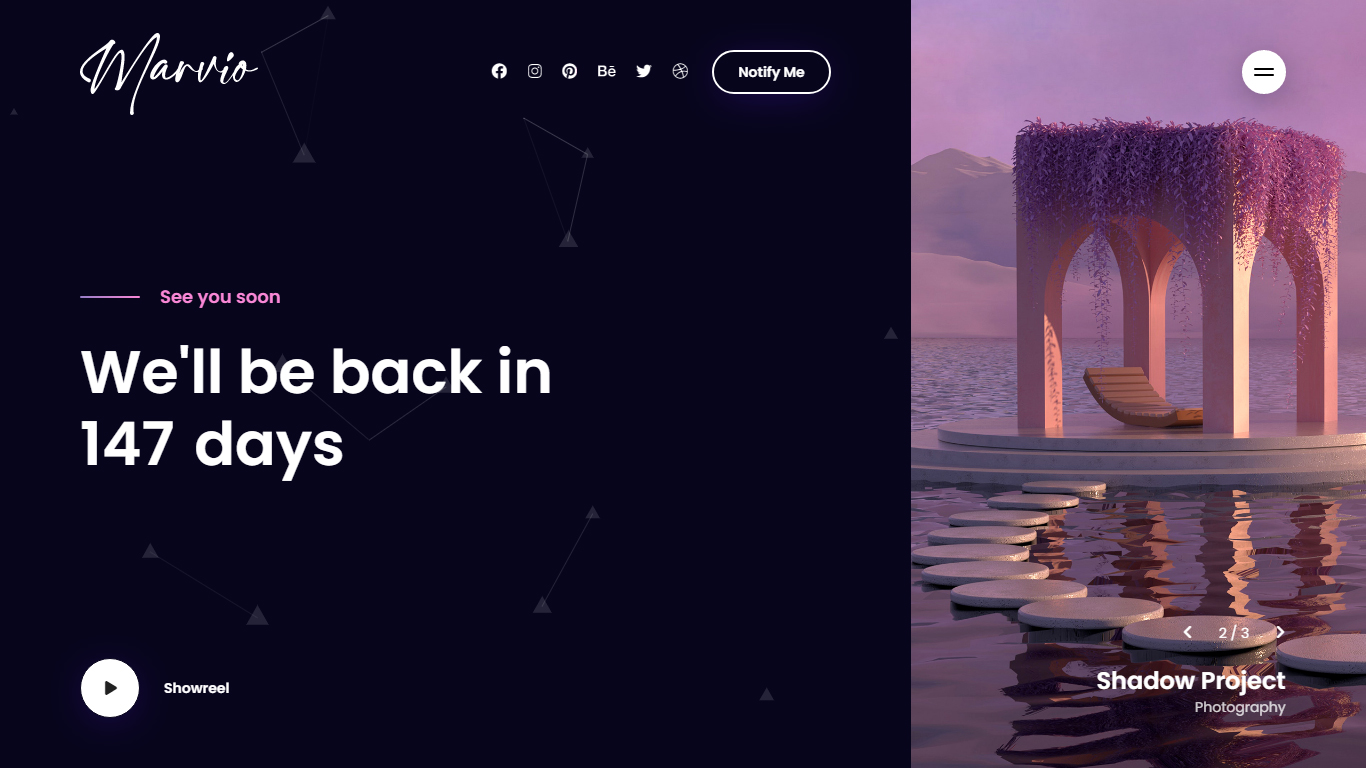 Marvio
Notify Me
See you soon
We'll be back in
147 days
Showreel
2 / 3
Shadow Project
Photography